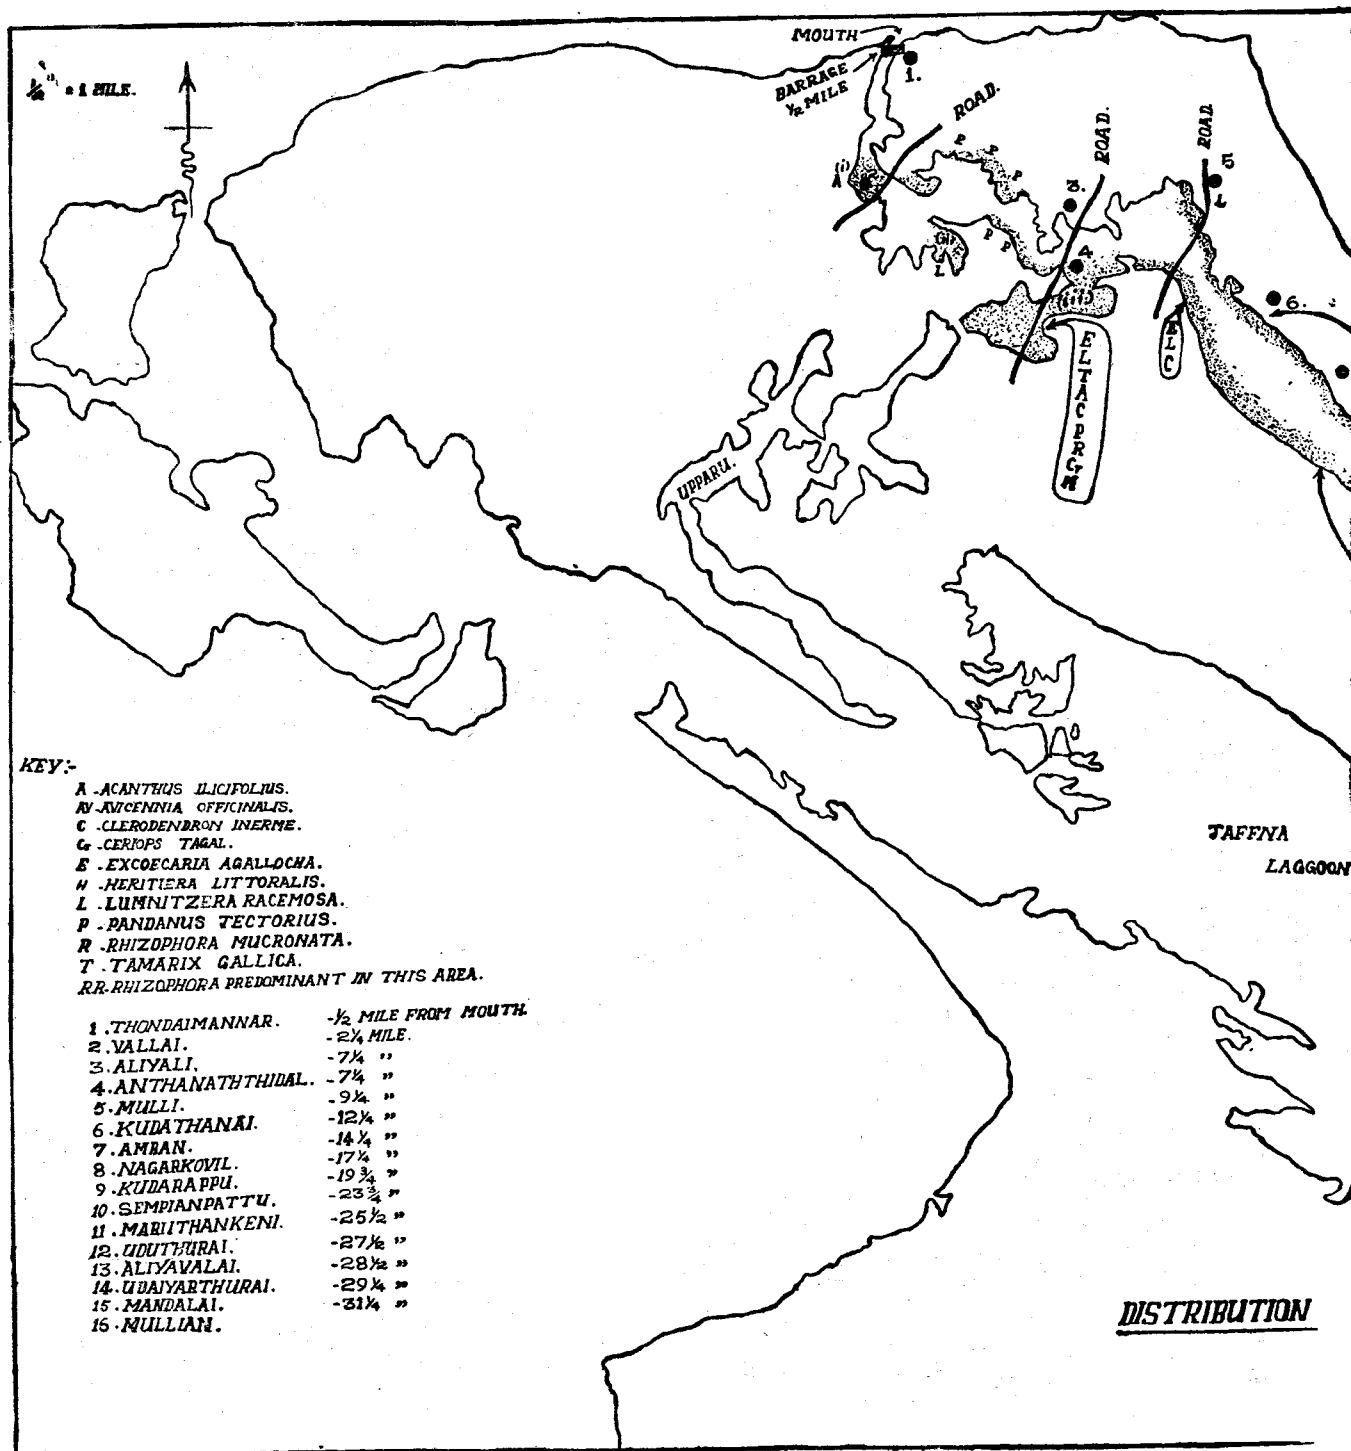 ½" = 1 MILE.
MOUTH
BARRAGE
½ MILE
1.
ROAD.
ROAD.
ROAD
P
P
P
(i)
A
3.
5
L
P
P
L
4
(iii)
6.
E
L
T
A
C
P
R
G
M
E
L
C
UPPARU.
KEY:-
A - ACANTHUS ILICIFOLIUS.
AV - AVICENNIA OFFICINALIS.
C - CLERODENDRON INERME.
G - CERIOPS TAGAL.
E - EXCOECARIA AGALLOCHA.
H - HERITIERA LITTORALIS.
L - LUMNITZERA RACEMOSA.
P - PANDANUS TECTORIUS.
R - RHIZOPHORA MUCRONATA.
T - TAMARIX GALLICA.
RR - RHIZOPHORA PREDOMINANT IN THIS AREA.
JAFFNA
LAGGOON
1. THONDAIMANNAR. -½ MILE FROM MOUTH.
2. VALLAI. -2¼ MILE.
3. ALIYALI. -7¼ "
4. ANTHANATHTHIDAL. -7¼ "
5. MULLI. -9¼ "
6. KUDATHANAI. -12¼ "
7. AMBAN. -14¼ "
8. NAGARKOVIL. -17¼ "
9. KUDARAPPU. -19¾ "
10. SEMPIANPATTU. -23¾ "
11. MARUTHANKENI. -25½ "
12. UDUTHURAI. -27½ "
13. ALIYAVALAI. -28½ "
14. UDAIYARTHURAI. -29¼ "
15. MANDALAI. -31¼ "
16. MULLIAN.
DISTRIBUTION